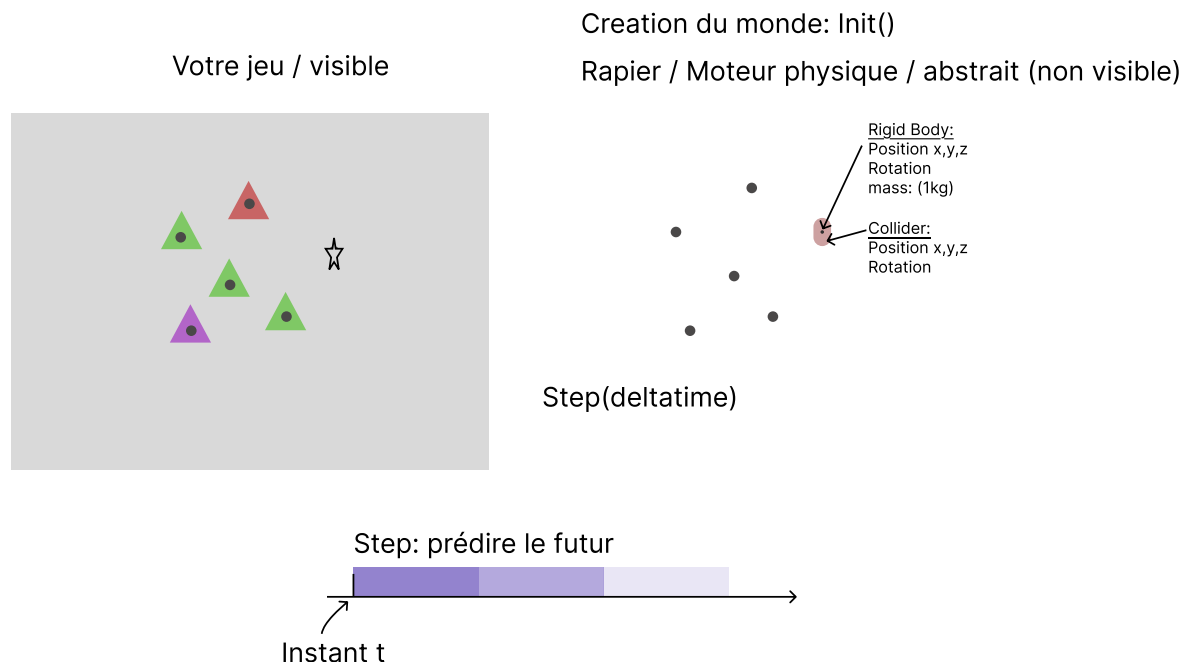 Creation du monde: Init()
Votre jeu / visible
Rapier / Moteur physique / abstrait (non visible)
Rigid Body:
Position x,y,z
Rotation
mass: (1kg)
Collider:
Position x,y,z
Rotation
Step(deltatime)
Step: prédire le futur
Instant t